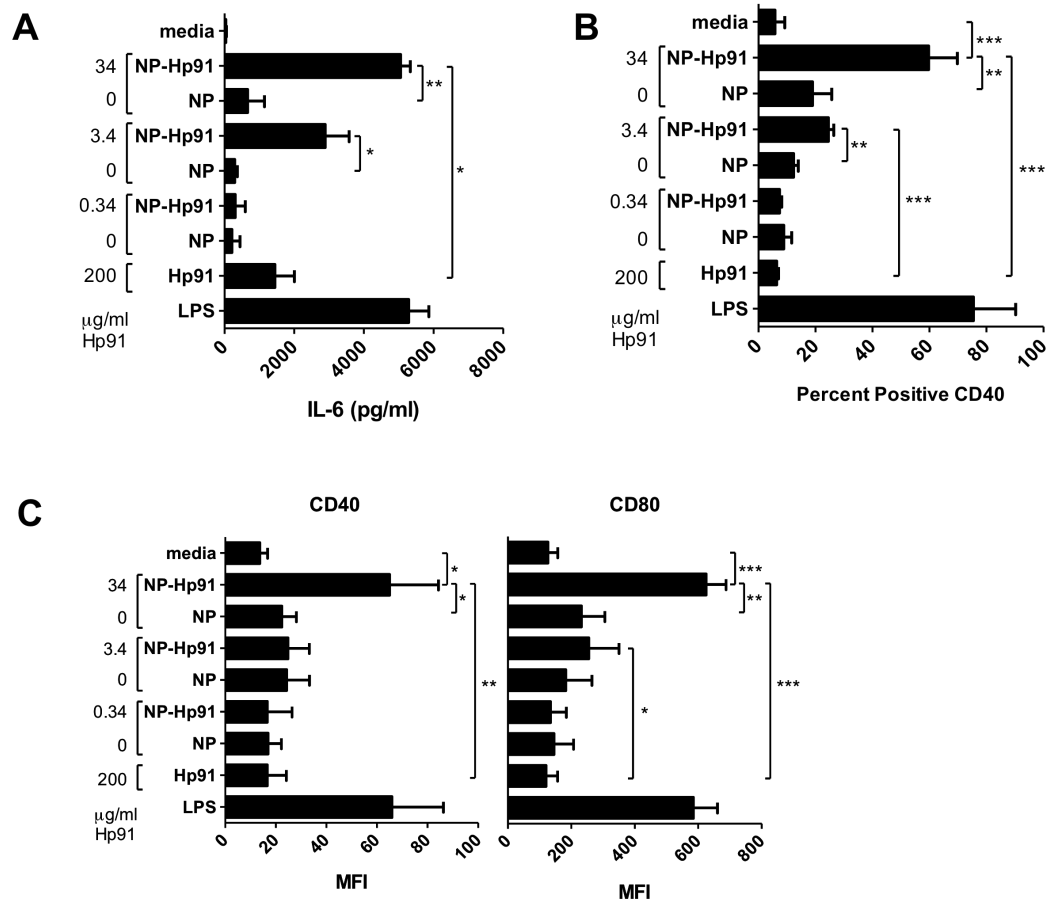 A
media
34 NP-Hp91 **
0 NP
3.4 NP-Hp91 *
0 NP *
0.34 NP-Hp91
0 NP
200 Hp91
LPS
μg/ml
Hp91
0 2000 4000 6000 8000
IL-6 (pg/ml)
B
media ***
34 NP-Hp91 **
0 NP
3.4 NP-Hp91 **
0 NP ***
0.34 NP-Hp91 ***
0 NP
200 Hp91
LPS
μg/ml
Hp91
0 20 40 60 80 100
Percent Positive CD40
C
CD40
media *
34 NP-Hp91 *
0 NP
3.4 NP-Hp91
0 NP **
0.34 NP-Hp91
0 NP
200 Hp91
LPS
μg/ml
Hp91
0 20 40 60 80 100
MFI
CD80
***
**
***
*
0 200 400 600 800
MFI